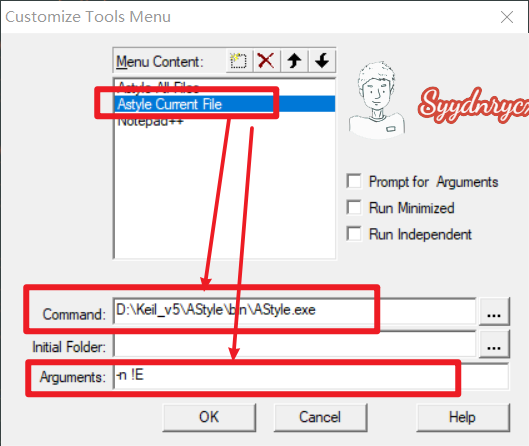 Customize Tools Menu
Menu Content:
Astyle All Files
Astyle Current File
Notepad++
Syydnrycx
Prompt for Arguments
Run Minimized
Run Independent
Command:
D:\Keil_v5\AStyle\bin\AStyle.exe
...
Initial Folder:
...
Arguments:
-n !E
OK
Cancel
Help